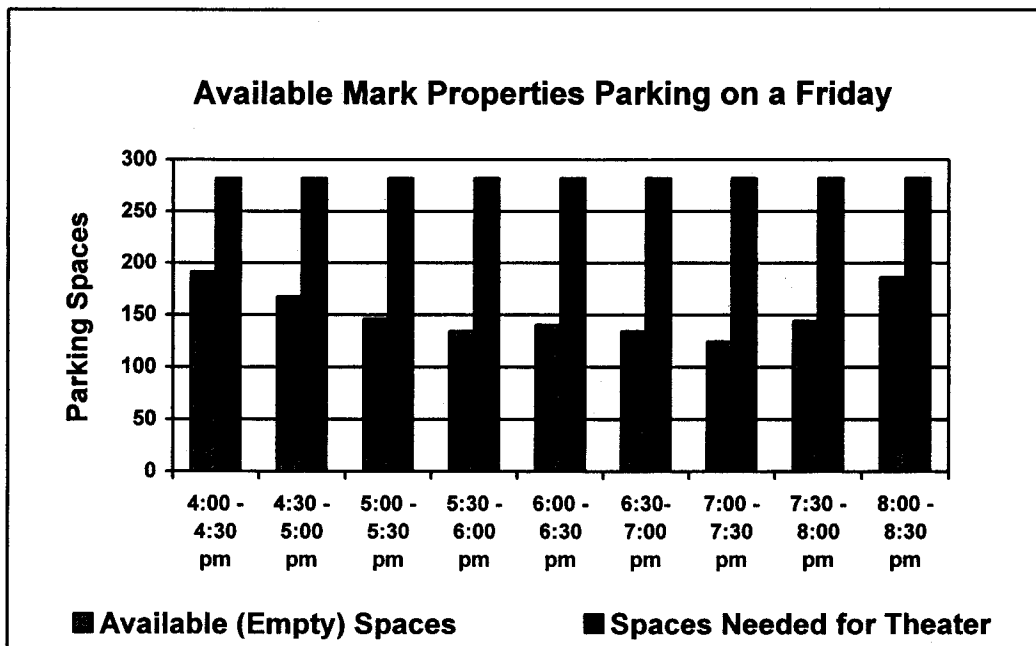 Available Mark Properties Parking on a Friday
Parking Spaces
300
250
200
150
100
50
0
4:00 - 4:30 pm
4:30 - 5:00 pm
5:00 - 5:30 pm
5:30 - 6:00 pm
6:00 - 6:30 pm
6:30- 7:00 pm
7:00 - 7:30 pm
7:30 - 8:00 pm
8:00 - 8:30 pm
Available (Empty) Spaces
Spaces Needed for Theater